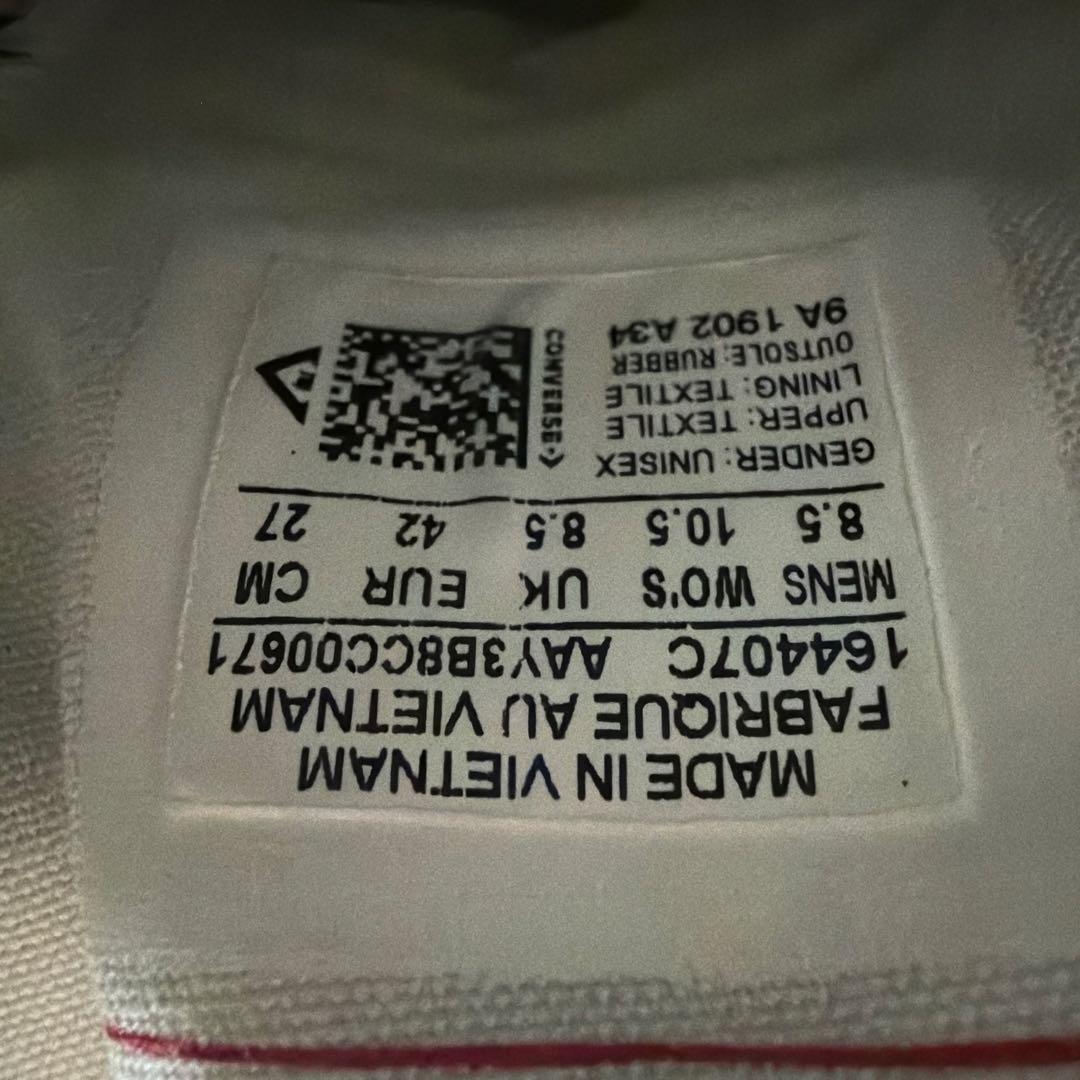 MADE IN VIETNAM
FABRIQUE AU VIETNAM
164407C AAY3B8CC00671
MENS WO'S UK EUR CM
8.5 10.5 8.5 42 27
GENDER: UNISEX
UPPER: TEXTILE
LINING: TEXTILE
OUTSOLE: RUBBER
9A 1902 A34
CONVERSE